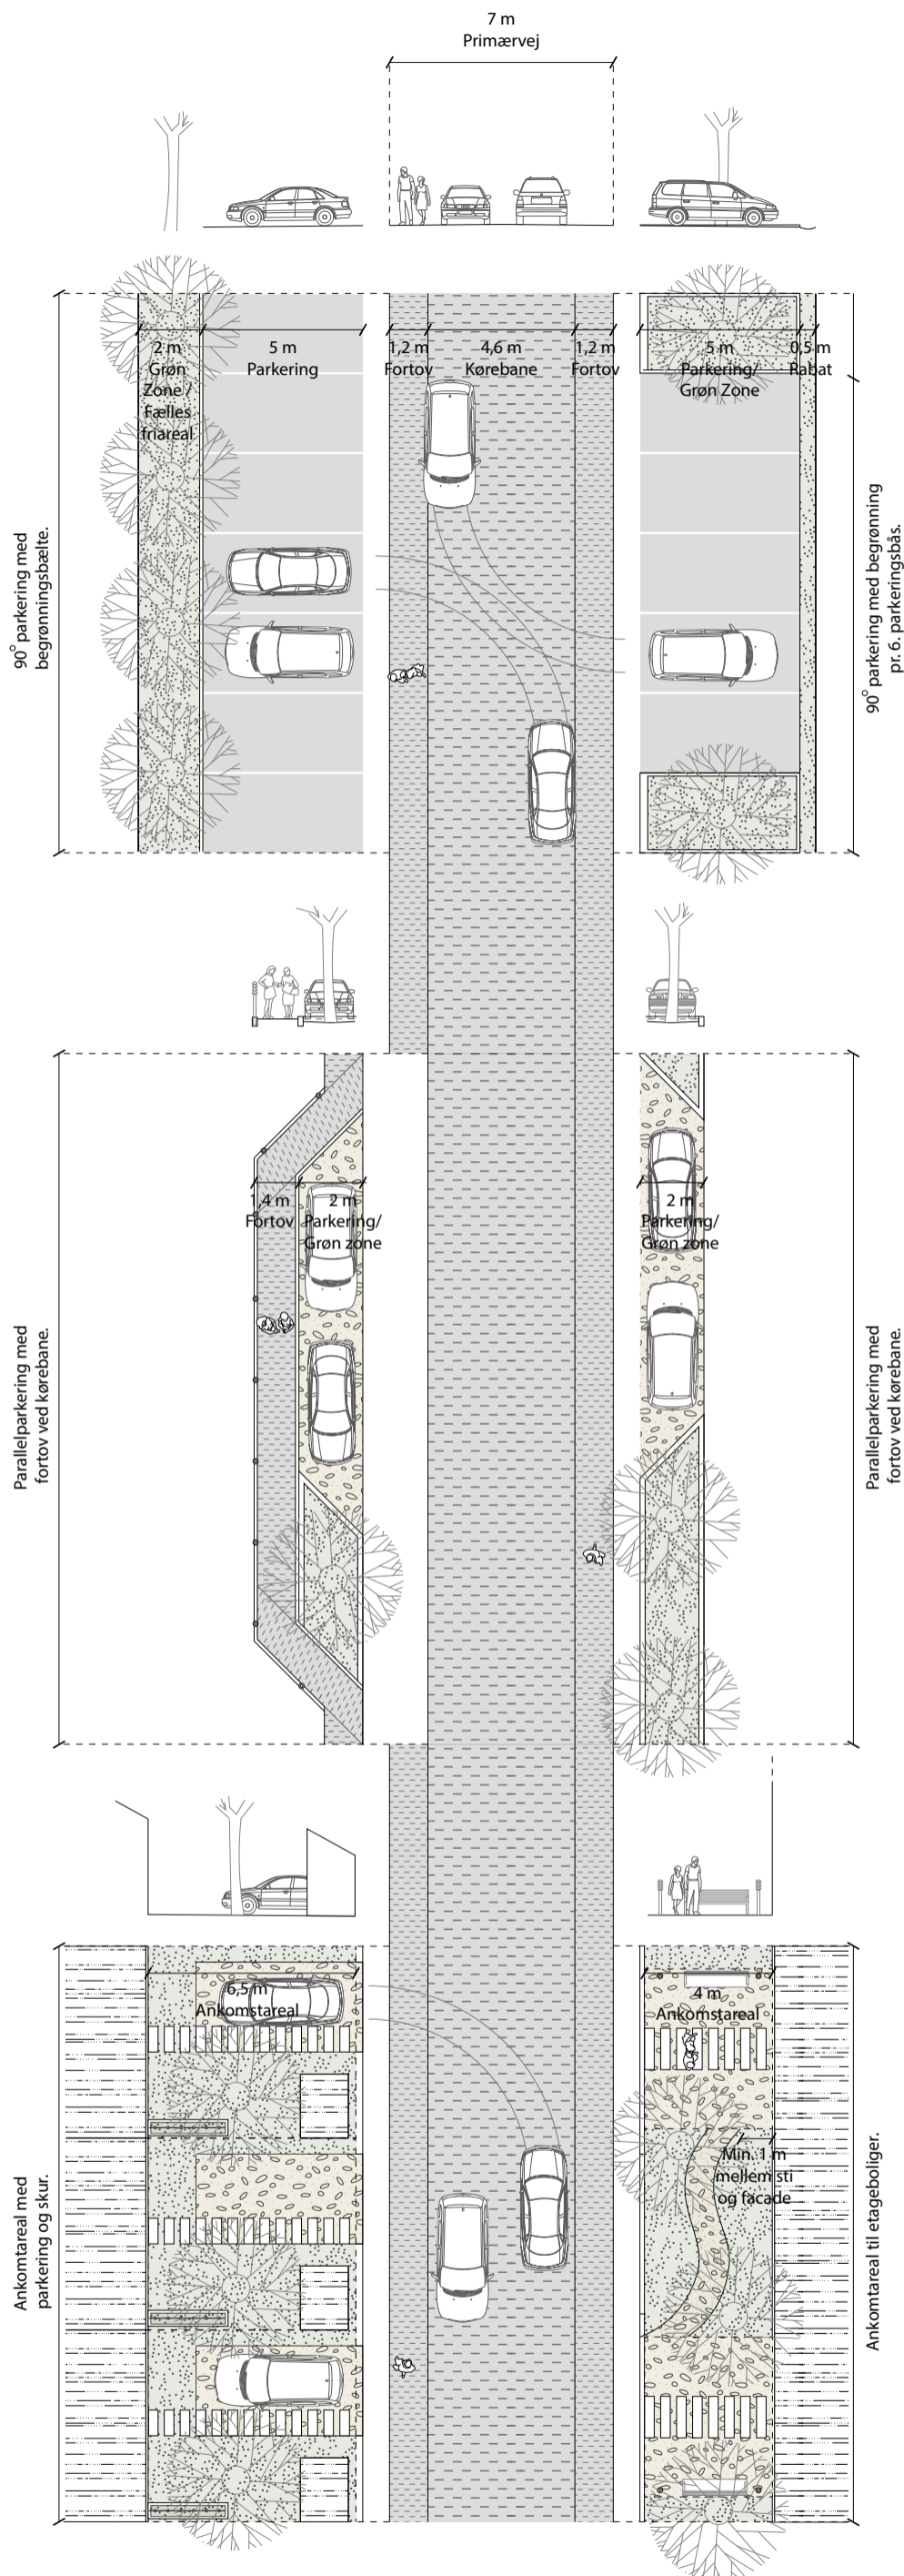 7 m
Primærvej
2 m
Grøn
Zone /
Fælles
friareal
5 m
Parkering
1,2 m
Fortov
4,6 m
Kørebane
1,2 m
Fortov
5 m
Parkering/
Grøn Zone
0,5 m
Rabat
90° parkering med
begrønningsbælte.
90° parkering med begrønning
pr. 6. parkeringsbås.
1,4 m
Fortov
2 m
Parkering/
Grøn zone
2 m
Parkering/
Grøn zone
Parallelparkering med
fortov ved kørebane.
Parallelparkering med
fortov ved kørebane.
6,5 m
Ankomstareal
4 m
Ankomstareal
Min. 1 m
mellem sti
og facade
Ankomtareal med
parkering og skur.
Ankomtareal til etageboliger.